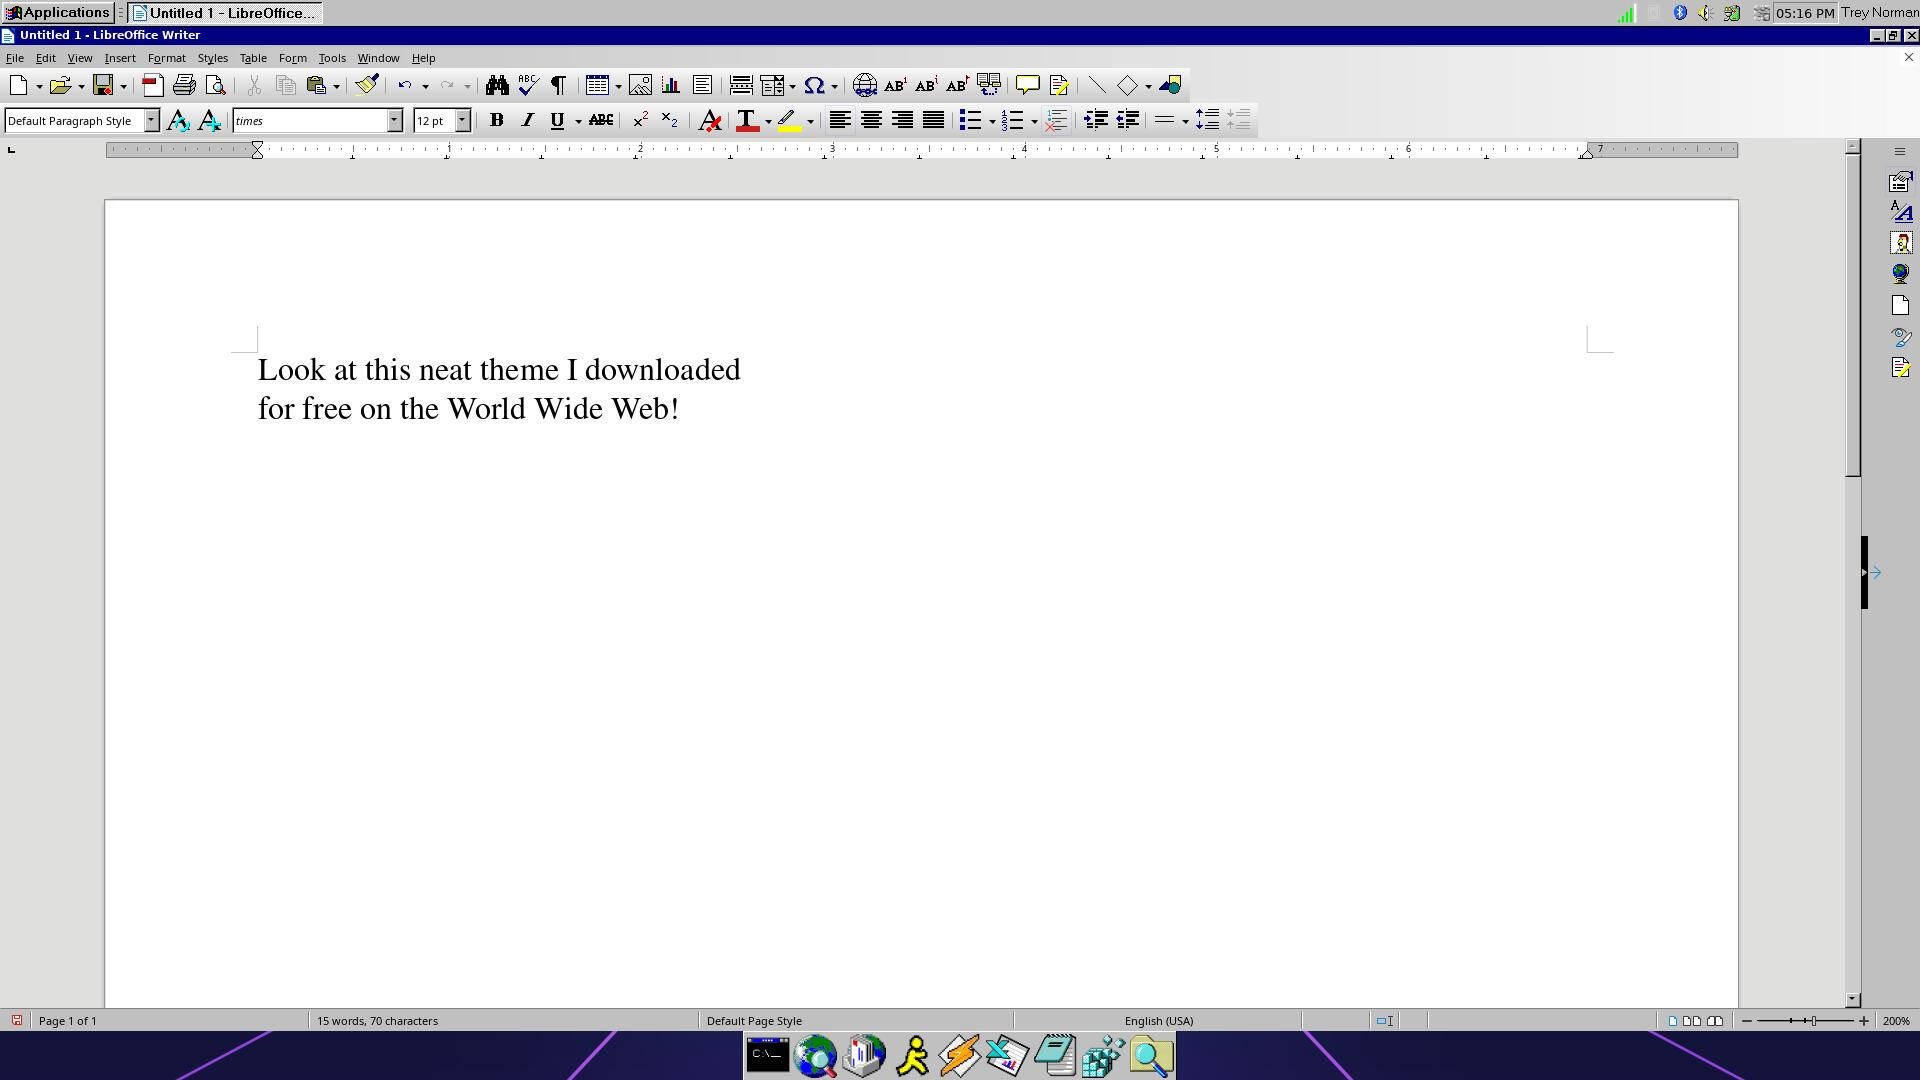 Applications
Untitled 1 - LibreOffice...
05:16 PM
Trey Norman
Untitled 1 - LibreOffice Writer
File Edit View Insert Format Styles Table Form Tools Window Help
Default Paragraph Style
times
12 pt
1 2 3 4 5 6 7
Look at this neat theme I downloaded
for free on the World Wide Web!
Page 1 of 1
15 words, 70 characters
Default Page Style
English (USA)
200%
C:\_